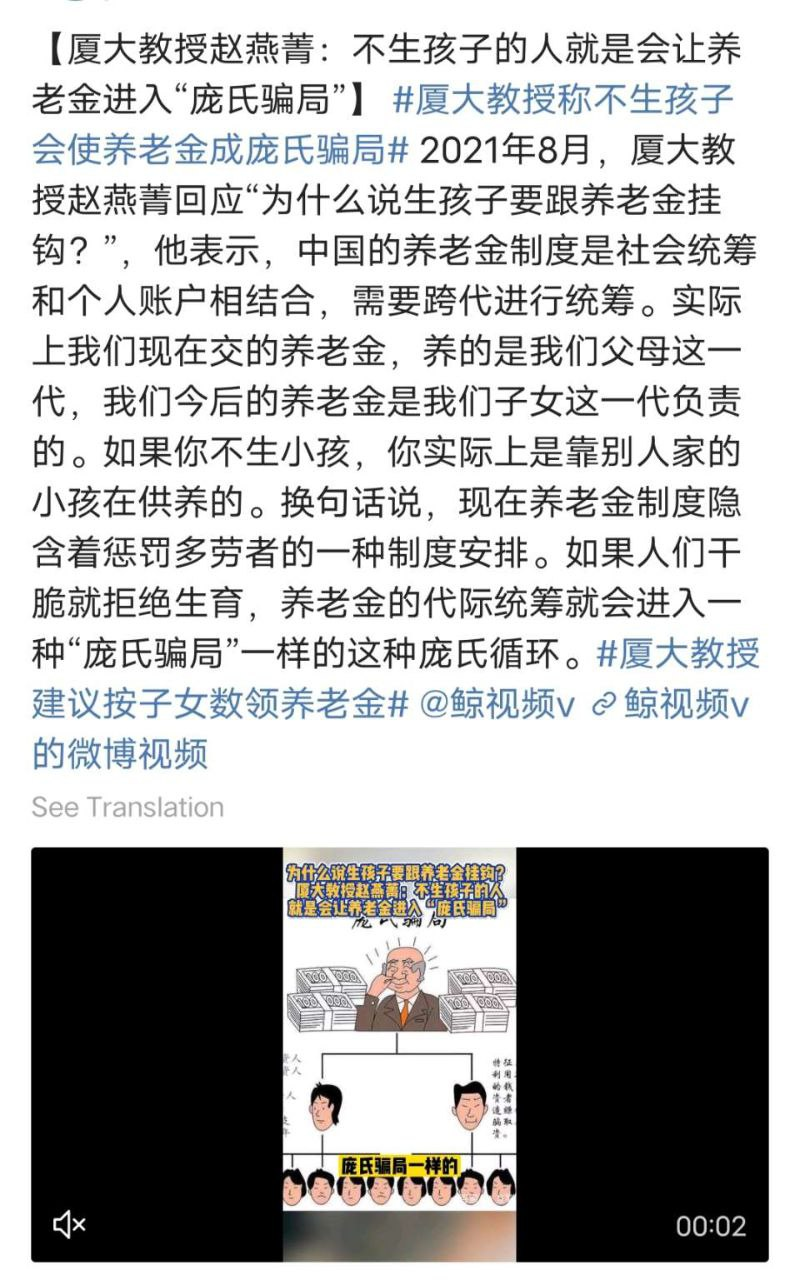 【厦大教授赵燕菁：不生孩子的人就是会让养
老金进入“庞氏骗局”】 #厦大教授称不生孩子
会使养老金成庞氏骗局# 2021年8月，厦大教
授赵燕菁回应“为什么说生孩子要跟养老金挂
钩？”，他表示，中国的养老金制度是社会统筹
和个人账户相结合，需要跨代进行统筹。实际
上我们现在交的养老金，养的是我们父母这一
代，我们今后的养老金是我们子女这一代负责
的。如果你不生小孩，你实际上是靠别人家的
小孩在供养的。换句话说，现在养老金制度隐
含着惩罚多劳者的一种制度安排。如果人们干
脆就拒绝生育，养老金的代际统筹就会进入一
种“庞氏骗局”一样的这种庞氏循环。#厦大教授
建议按子女数领养老金# @鲸视频v 鲸视频v
的微博视频
See Translation
为什么说生孩子要跟养老金挂钩？
厦大教授赵燕菁：不生孩子的人
就是会让养老金进入“庞氏骗局”
庞氏骗局
100 100 100 100
庞氏骗局一样的
00:02